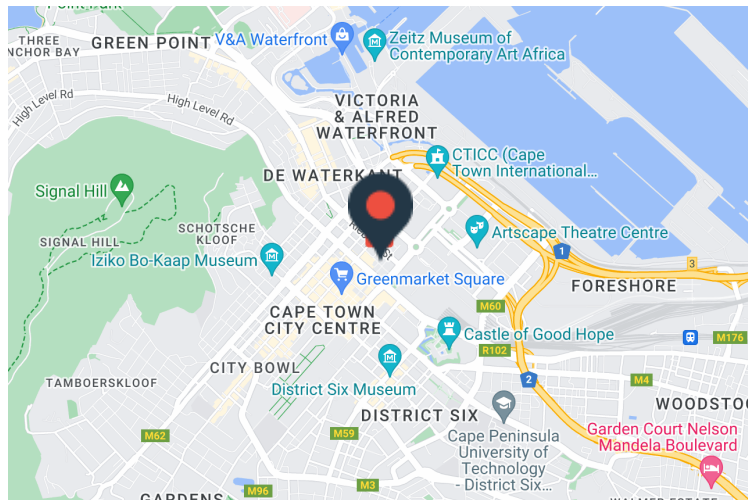 THREE
NCHOR BAY
GREEN POINT
V&A Waterfront
Zeitz Museum of
Contemporary Art Africa
High Level Rd
High Level Rd
VICTORIA
& ALFRED
WATERFRONT
CTICC (Cape
Town International...
DE WATERKANT
Signal Hill
SIGNAL HILL
SCHOTSCHE
KLOOF
Artscape Theatre Centre
Iziko Bo-Kaap Museum
1
3
Greenmarket Square
FORESHORE
M60
CAPE TOWN
CITY CENTRE
Castle of Good Hope
M176
R102
CITY BOWL
TAMBOERSKLOOF
District Six Museum
2
M4
WOODSTOC
DISTRICT SIX
Garden Court Nelson
Mandela Boulevard
M62
M59
Cape Peninsula
University of
Technology
- District Six...
M3
M96
GARDENS
WALMER ESTATE